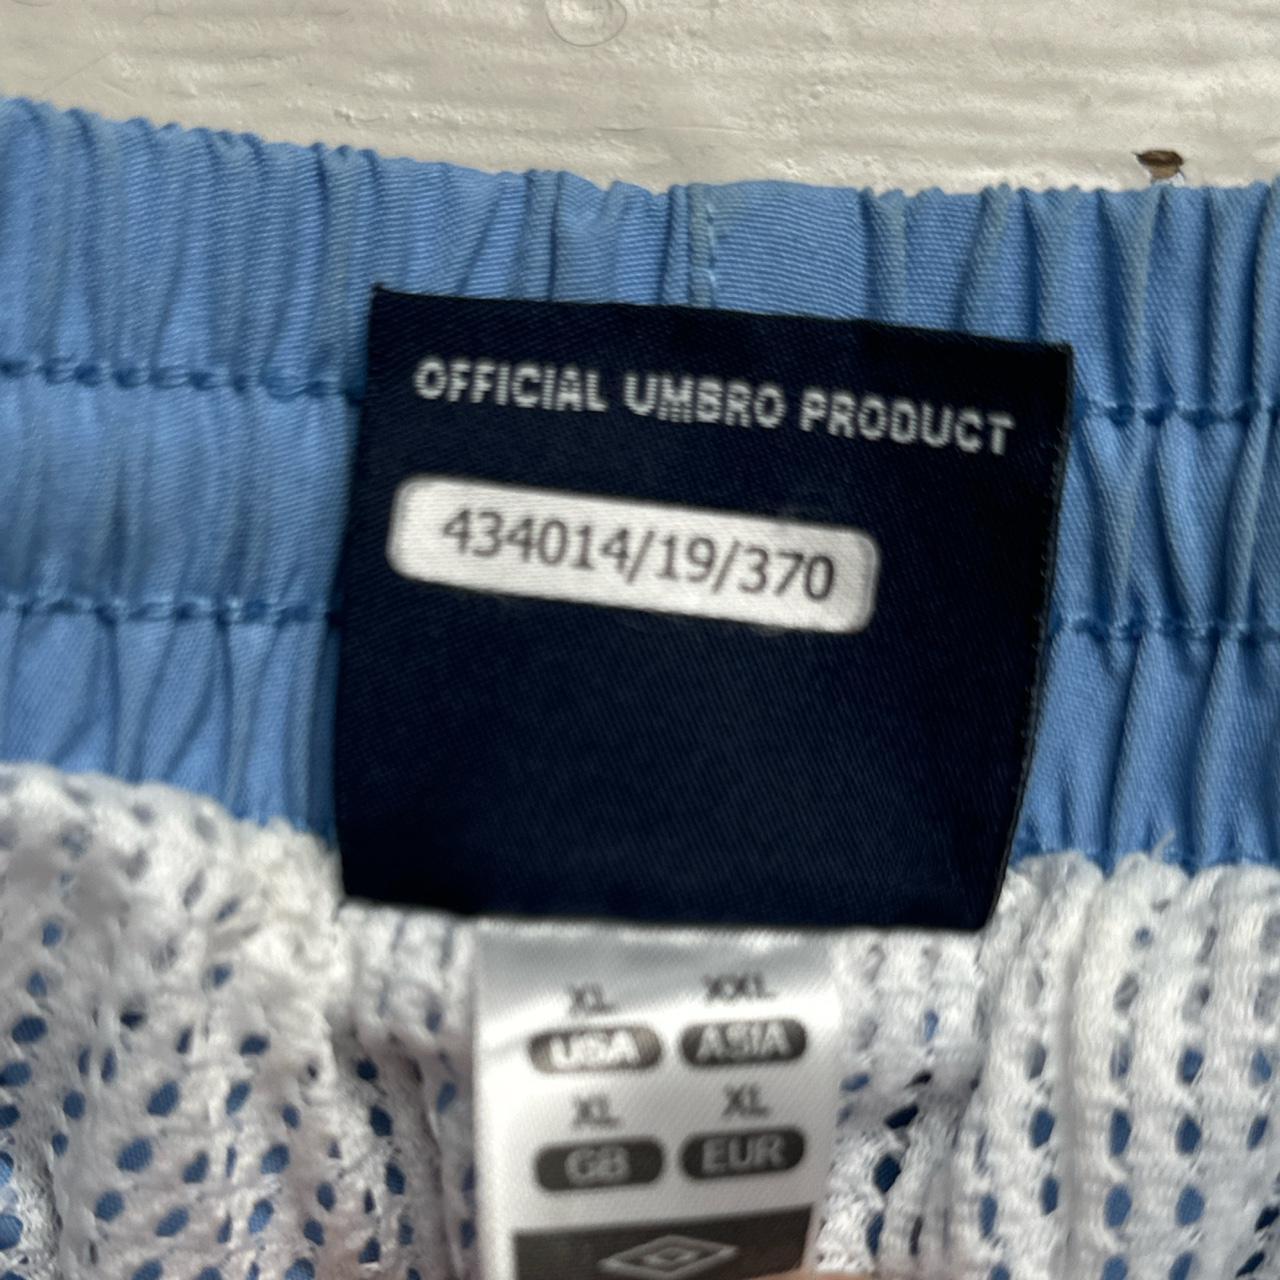 OFFICIAL UMBRO PRODUCT
434014/19/370
XL XXL
USA ASIA
XL XL
GB EUR